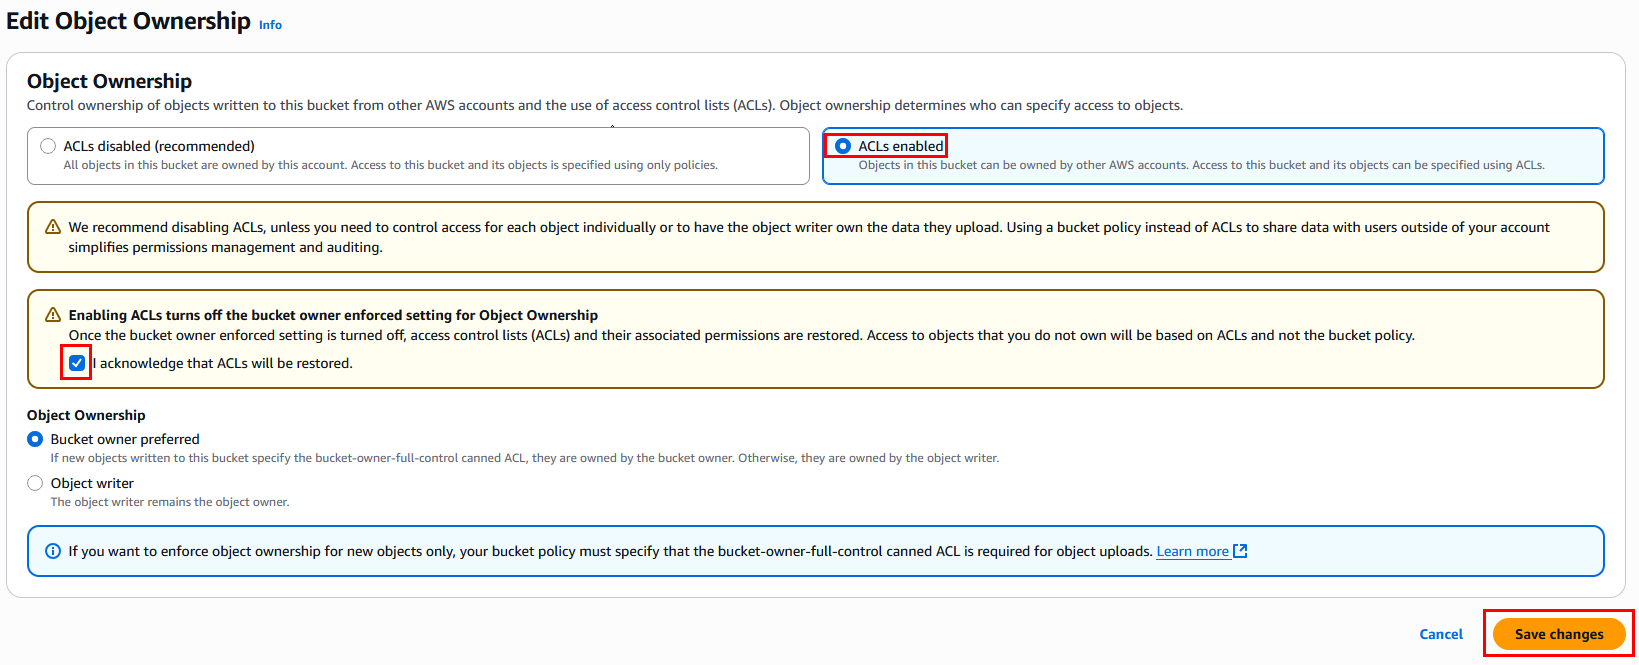 Edit Object Ownership Info
Object Ownership
Control ownership of objects written to this bucket from other AWS accounts and the use of access control lists (ACLs). Object ownership determines who can specify access to objects.
ACLs disabled (recommended)
All objects in this bucket are owned by this account. Access to this bucket and its objects is specified using only policies.
ACLs enabled
Objects in this bucket can be owned by other AWS accounts. Access to this bucket and its objects can be specified using ACLs.
We recommend disabling ACLs, unless you need to control access for each object individually or to have the object writer own the data they upload. Using a bucket policy instead of ACLs to share data with users outside of your account
simplifies permissions management and auditing.
Enabling ACLs turns off the bucket owner enforced setting for Object Ownership
Once the bucket owner enforced setting is turned off, access control lists (ACLs) and their associated permissions are restored. Access to objects that you do not own will be based on ACLs and not the bucket policy.
I acknowledge that ACLs will be restored.
Object Ownership
Bucket owner preferred
If new objects written to this bucket specify the bucket-owner-full-control canned ACL, they are owned by the bucket owner. Otherwise, they are owned by the object writer.
Object writer
The object writer remains the object owner.
If you want to enforce object ownership for new objects only, your bucket policy must specify that the bucket-owner-full-control canned ACL is required for object uploads. Learn more
Cancel
Save changes